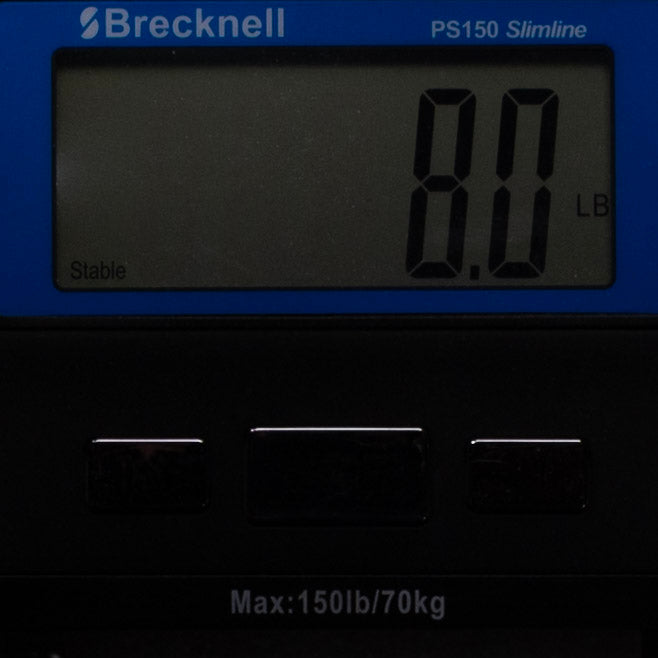 Brecknell
PS150 Slimline
8.0
LB
Stable
Max:150lb/70kg